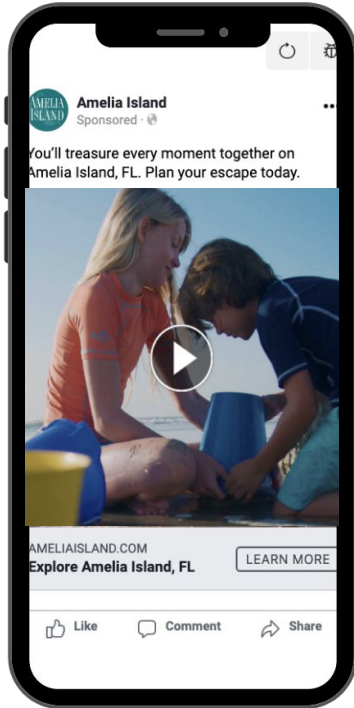 AMELIA
ISLAND
Amelia Island
Sponsored ·
You'll treasure every moment together on
Amelia Island, FL. Plan your escape today.
AMELIAISLAND.COM
Explore Amelia Island, FL
LEARN MORE
Like
Comment
Share